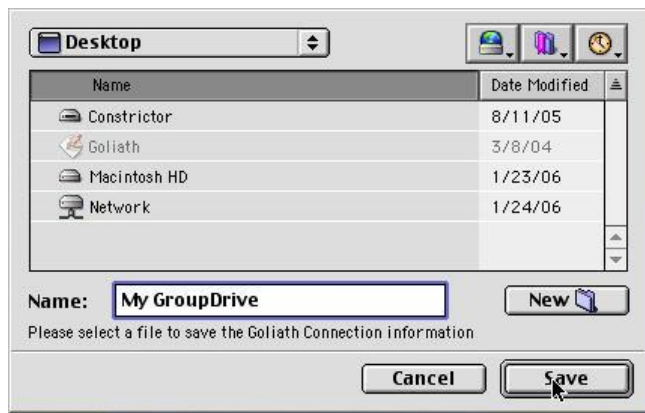 Desktop
Name Date Modified
Constrictor 8/11/05
Goliath 3/8/04
Macintosh HD 1/23/06
Network 1/24/06
Name: My GroupDrive New
Please select a file to save the Goliath Connection information
Cancel Save